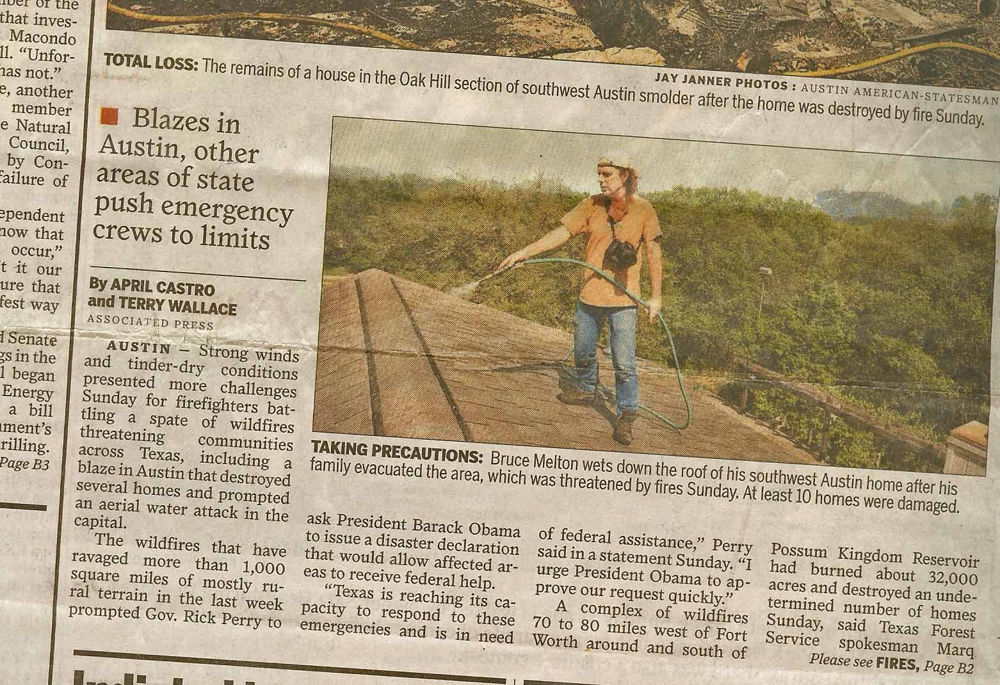 ber of the
that inves-
Macondo
ll. “Unfor-
has not.”
e, another
member
e Natural
Council,
by Con-
failure of
ependent
now that
occur,”
t it our
ure that
fest way
d Senate
gs in the
l began
Energy
a bill
nment’s
rilling.
Page B3
JAY JANNER PHOTOS : AUSTIN AMERICAN-STATESMAN
TOTAL LOSS: The remains of a house in the Oak Hill section of southwest Austin smolder after the home was destroyed by fire Sunday.
Blazes in
Austin, other
areas of state
push emergency
crews to limits
By APRIL CASTRO
and TERRY WALLACE
ASSOCIATED PRESS
TAKING PRECAUTIONS: Bruce Melton wets down the roof of his southwest Austin home after his
family evacuated the area, which was threatened by fires Sunday. At least 10 homes were damaged.
AUSTIN — Strong winds
and tinder-dry conditions
presented more challenges
Sunday for firefighters bat-
tling a spate of wildfires
threatening communities
across Texas, including a
blaze in Austin that destroyed
several homes and prompted
an aerial water attack in the
capital.
The wildfires that have
ravaged more than 1,000
square miles of mostly ru-
ral terrain in the last week
prompted Gov. Rick Perry to
ask President Barack Obama
to issue a disaster declaration
that would allow affected ar-
eas to receive federal help.
“Texas is reaching its ca-
pacity to respond to these
emergencies and is in need
of federal assistance,” Perry
said in a statement Sunday. “I
urge President Obama to ap-
prove our request quickly.”
A complex of wildfires
70 to 80 miles west of Fort
Worth around and south of
Possum Kingdom Reservoir
had burned about 32,000
acres and destroyed an unde-
termined number of homes
Sunday, said Texas Forest
Service spokesman Marq
Please see FIRES, Page B2